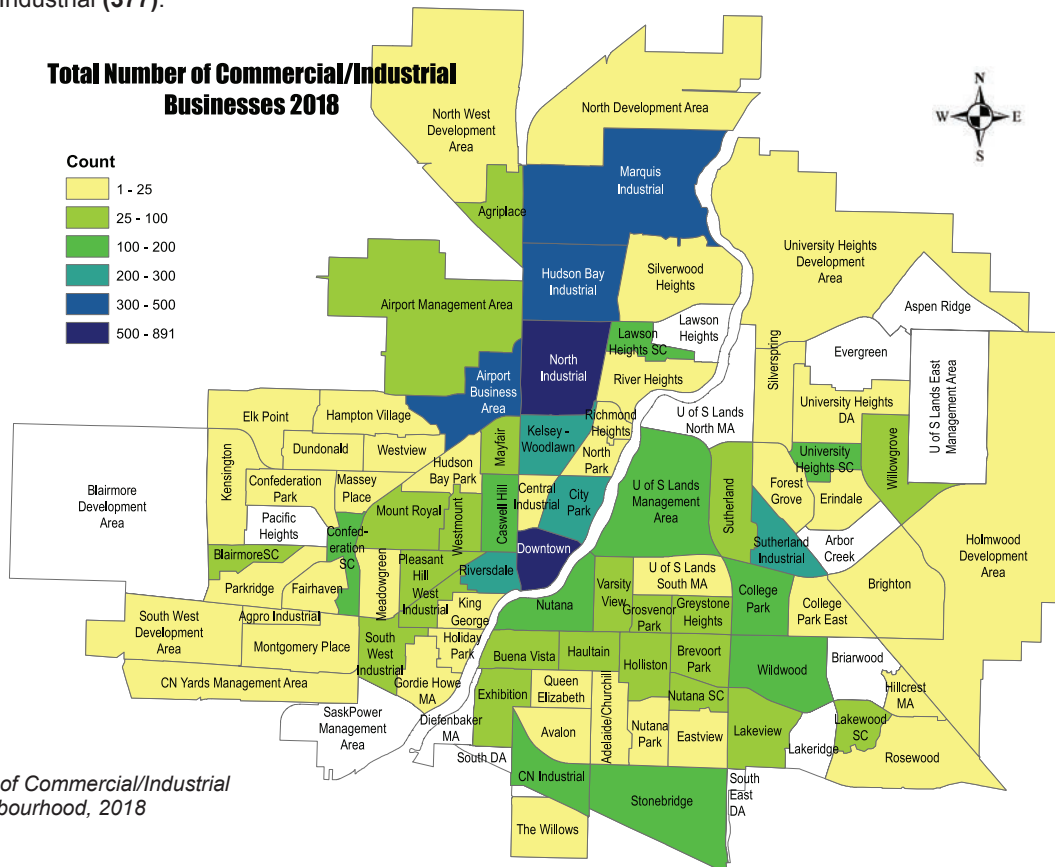 ndustrial (377).
Total Number of Commercial/Industrial
Businesses 2018
N
W E
S
Count
1 - 25
25 - 100
100 - 200
200 - 300
300 - 500
500 - 891
North West
Development
Area
North Development Area
Marquis
Industrial
Agriplace
University Heights
Development
Area
Hudson Bay
Industrial
Silverwood
Heights
Airport Management Area
Aspen Ridge
Lawson
Heights
Lawson
Heights SC
Evergreen
Silverspring
U of S Lands East
Management Area
North
Industrial
River Heights
Airport
Business
Area
University Heights
DA
Elk Point
Hampton Village
Richmond
Heights
U of S Lands
North MA
Kelsey -
Woodlawn
Mayfair
Dundonald
Westview
North
Park
University
Heights SC
Willowgrove
Kensington
Hudson
Bay Park
Confederation
Park
Massey
Place
Central
Industrial
City
Park
U of S Lands
Management
Area
Forest
Grove
Erindale
Blairmore
Development
Area
Mount Royal
Westmount
Caswell Hill
Sutherland
Pacific
Heights
Confed-
eration
SC
Sutherland
Industrial
Arbor
Creek
Holmwood
Development
Area
BlairmoreSC
Downtown
Pleasant
Hill
Riversdale
U of S Lands
South MA
Parkridge
Fairhaven
Meadowgreen
West
Industrial
Varsity
View
College
Park
Brighton
King
George
Nutana
Grosvenor
Park
Greystone
Heights
College
Park East
South West
Development
Area
Agpro Industrial
Montgomery Place
South
West
Industrial
Holiday
Park
Buena Vista
Haultain
Holliston
Brevoort
Park
Wildwood
Briarwood
CN Yards Management Area
Gordie Howe
MA
Exhibition
Queen
Elizabeth
Adelaide/Churchill
Nutana SC
Hillcrest
MA
SaskPower
Management
Area
Diefenbaker
MA
Avalon
Nutana
Park
Eastview
Lakeview
Lakeridge
Lakewood
SC
Rosewood
South DA
CN Industrial
Stonebridge
South
East
DA
of Commercial/Industrial
bourhood, 2018
The Willows